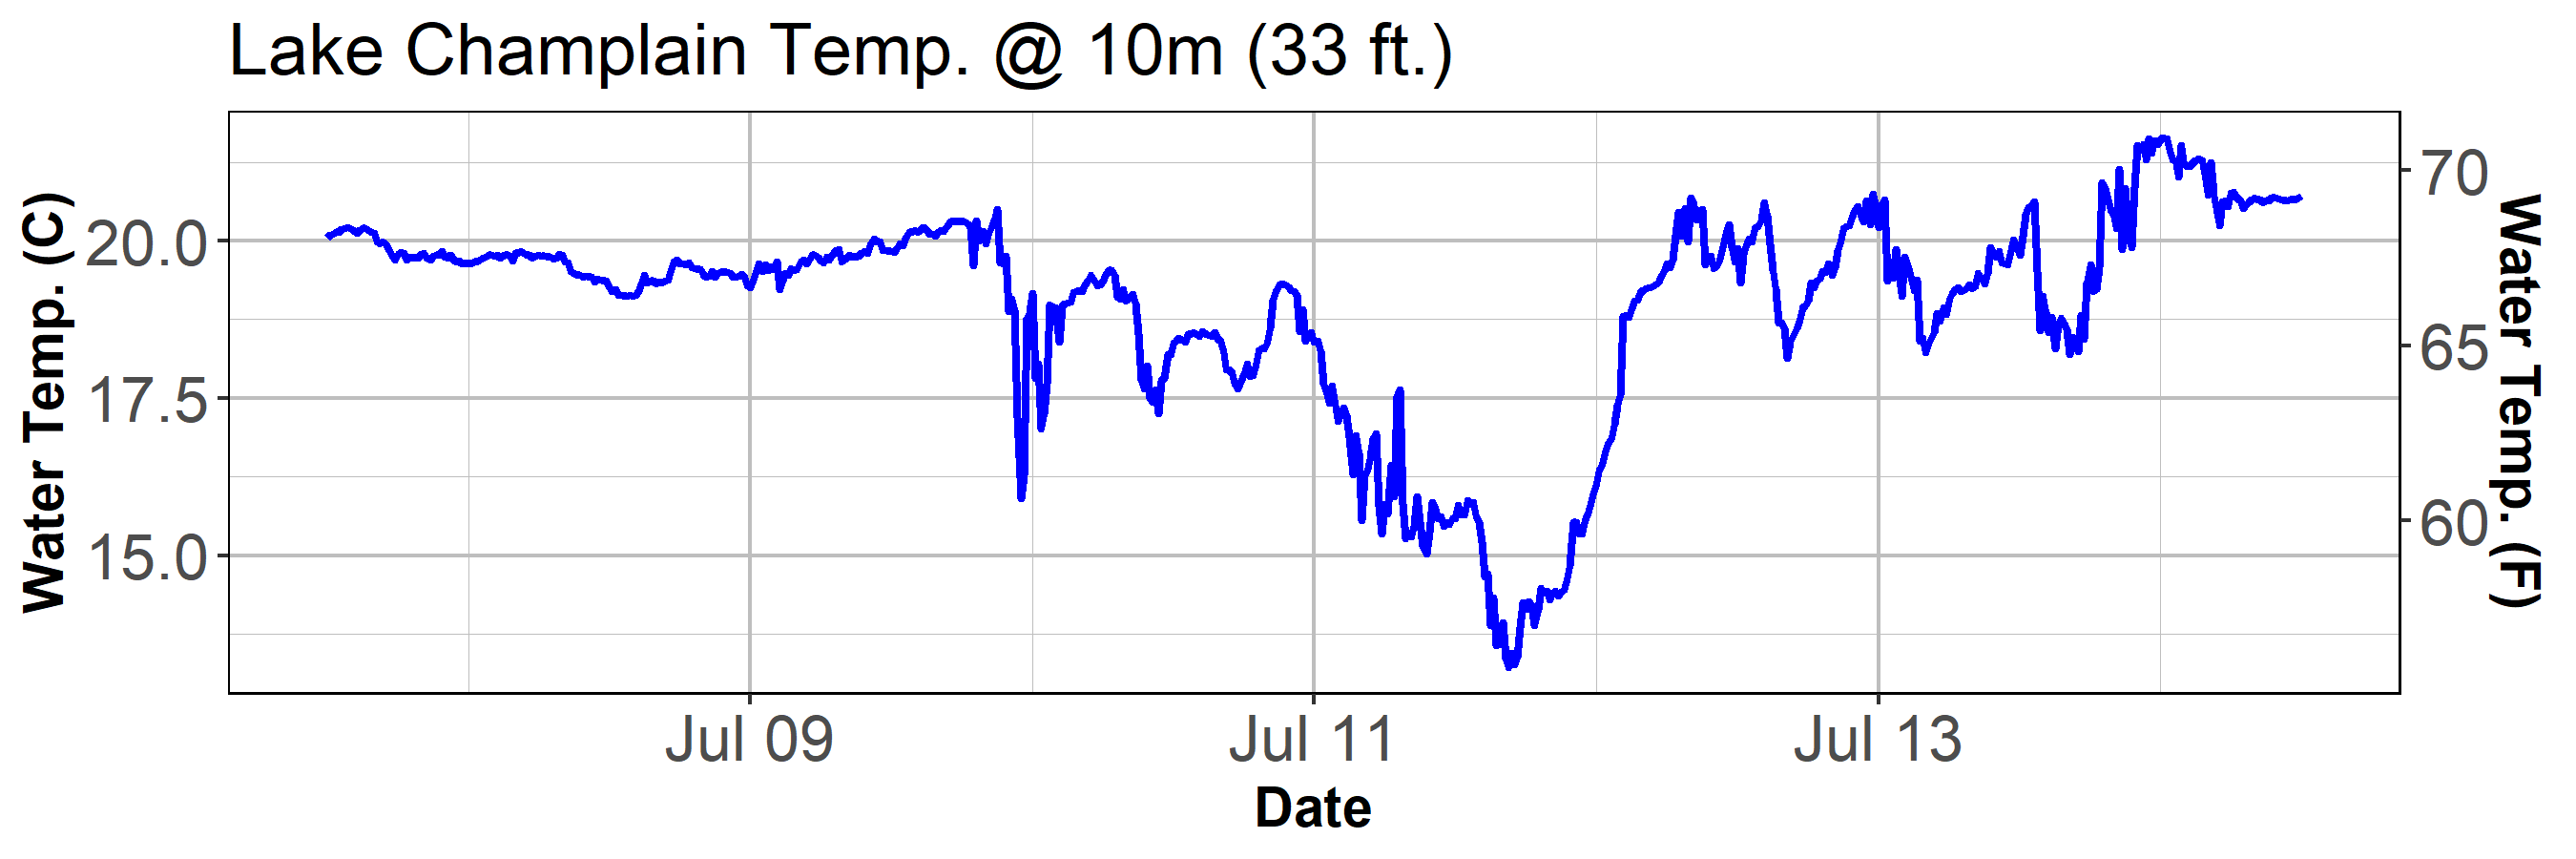 Lake Champlain Temp. @ 10m (33 ft.)
Water Temp. (C)
20.0
17.5
15.0
70
65
60
Water Temp. (F)
Jul 09
Jul 11
Jul 13
Date